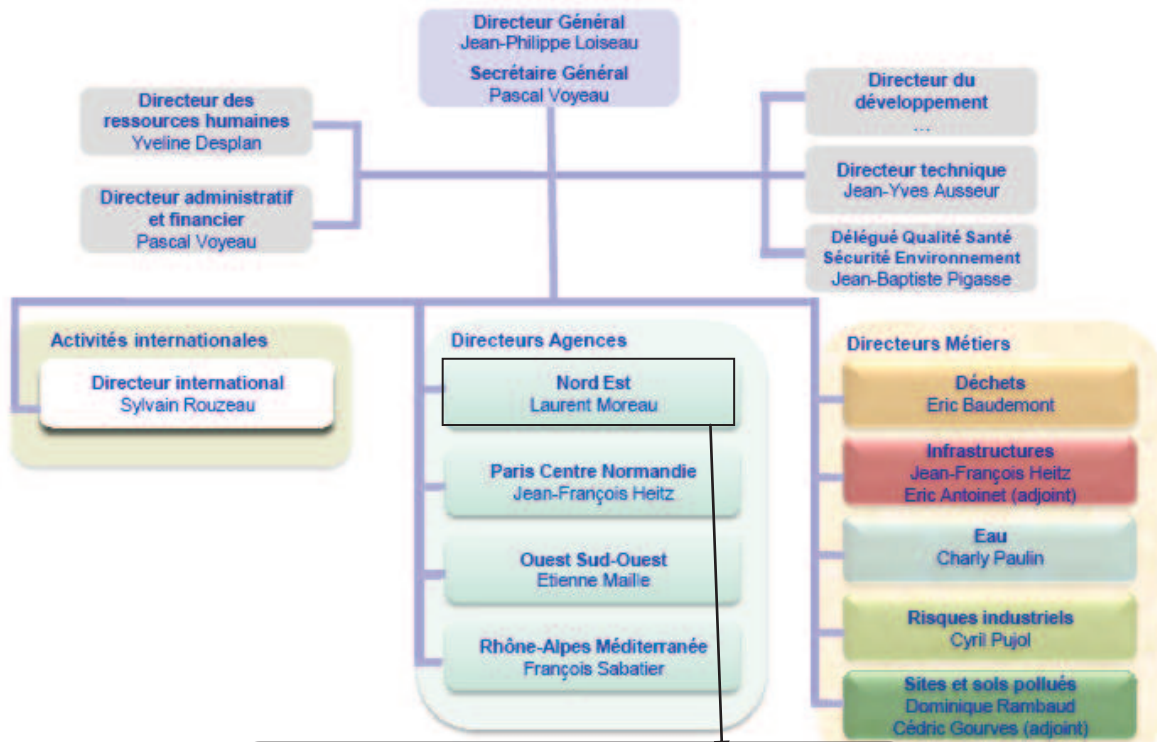 Directeur Général
Jean-Philippe Loiseau
Secrétaire Général
Pascal Voyeau
Directeur des
ressources humaines
Yveline Desplan
Directeur administratif
et financier
Pascal Voyeau
Directeur du
développement
...
Directeur technique
Jean-Yves Ausseur
Délégué Qualité Santé
Sécurité Environnement
Jean-Baptiste Pigasse
Activités internationales
Directeur international
Sylvain Rouzeau
Directeurs Agences
Nord Est
Laurent Moreau
Paris Centre Normandie
Jean-François Heitz
Ouest Sud-Ouest
Etienne Maille
Rhône-Alpes Méditerranée
François Sabatier
Directeurs Métiers
Déchets
Eric Baudemont
Infrastructures
Jean-François Heitz
Eric Antoinet (adjoint)
Eau
Charly Paulin
Risques industriels
Cyril Pujol
Sites et sols pollués
Dominique Rambaud
Cédric Gourves (adjoint)